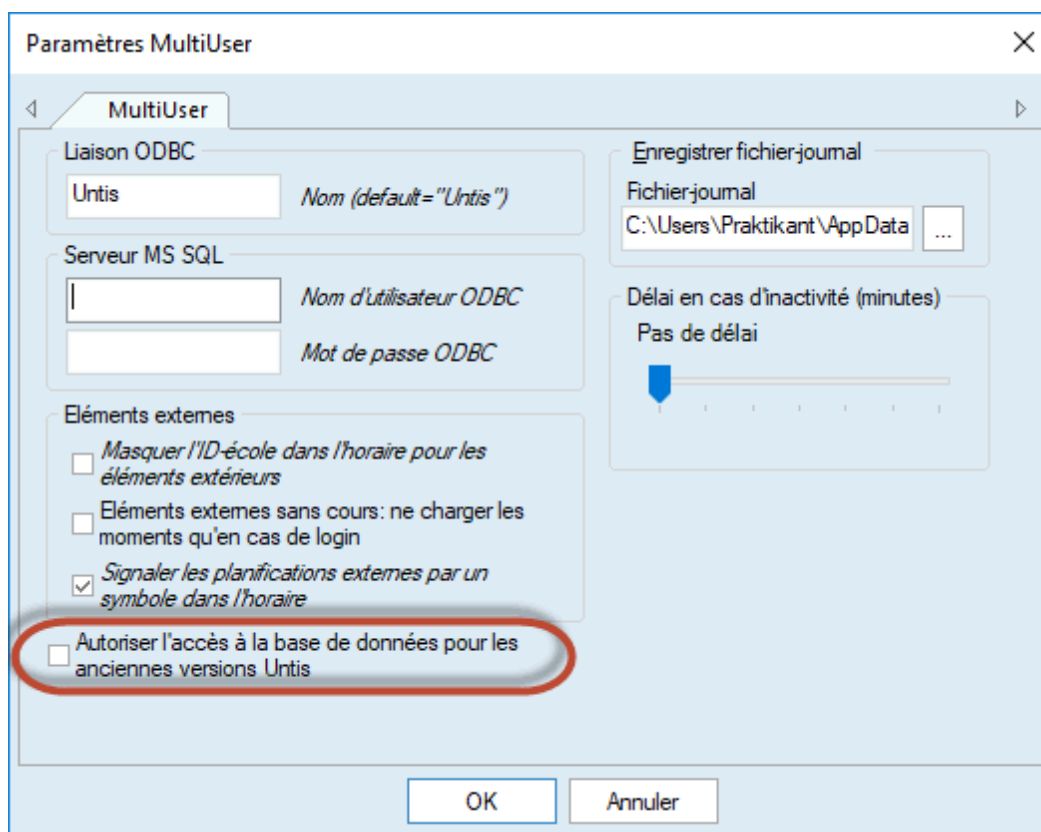 Paramètres MultiUser
MultiUser
Liaison ODBC
Untis
Nom (default="Untis")
Serveur MS SQL
Nom d'utilisateur ODBC
Mot de passe ODBC
Eléments externes
Masquer l'ID-école dans l'horaire pour les
éléments extérieurs
Eléments externes sans cours: ne charger les
moments qu'en cas de login
Signaler les planifications externes par un
symbole dans l'horaire
Autoriser l'accès à la base de données pour les
anciennes versions Untis
Enregistrer fichier-journal
Fichier-journal
C:\Users\Praktikant\AppData
...
Délai en cas d'inactivité (minutes)
Pas de délai
OK
Annuler